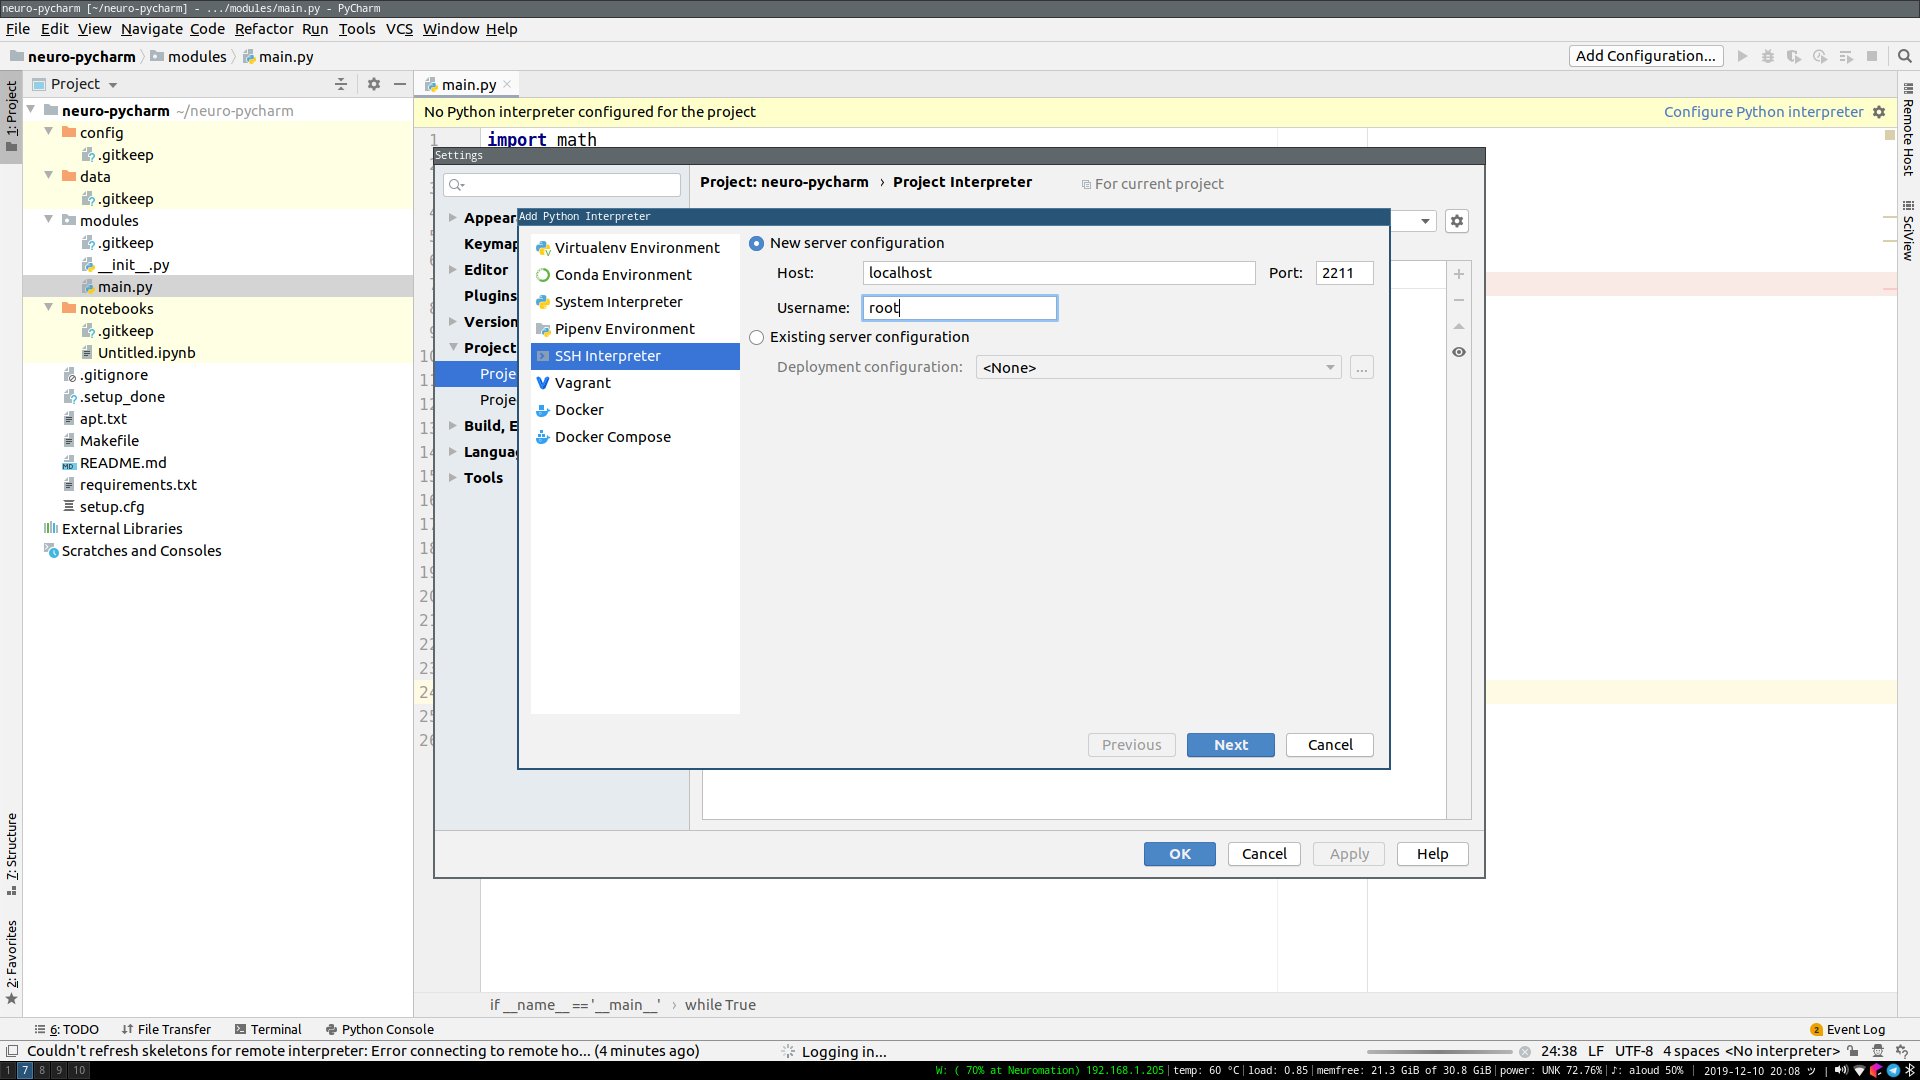 neuro-pycharm [~/neuro-pycharm] - .../modules/main.py - PyCharm
File Edit View Navigate Code Refactor Run Tools VCS Window Help
neuro-pycharm modules main.py Add Configuration...
1: Project
Project
main.py
neuro-pycharm ~/neuro-pycharm
config
.gitkeep
data
.gitkeep
modules
.gitkeep
__init__.py
main.py
notebooks
.gitkeep
Untitled.ipynb
.gitignore
.setup_done
apt.txt
Makefile
README.md
requirements.txt
setup.cfg
External Libraries
Scratches and Consoles
No Python interpreter configured for the project Configure Python interpreter
1 import math
10
11
12
13
14
15
16
17
18
19
20
21
22
23
24
25
26
Settings
Project: neuro-pycharm › Project Interpreter For current project
Appear
Keymap
Editor
Plugins
Version
Project
Proje
Proje
Build, E
Languag
Tools
Add Python Interpreter
Virtualenv Environment
Conda Environment
System Interpreter
Pipenv Environment
SSH Interpreter
Vagrant
Docker
Docker Compose
New server configuration
Host: localhost Port: 2211
Username: root
Existing server configuration
Deployment configuration: <None> ...
Previous Next Cancel
OK Cancel Apply Help
Remote Host
SciView
7: Structure
2: Favorites
if __name__ == '__main__' › while True
6: TODO File Transfer Terminal Python Console 2 Event Log
Couldn't refresh skeletons for remote interpreter: Error connecting to remote ho... (4 minutes ago) Logging in... 24:38 LF UTF-8 4 spaces <No interpreter>
1 7 8 9 10 W: ( 70% at Neuromation) 192.168.1.205 | temp: 60 °C | load: 0.85 | memfree: 21.3 GiB of 30.8 GiB | power: UNK 72.76% | ♪: aloud 50% | 2019-12-10 20:08 ツ |